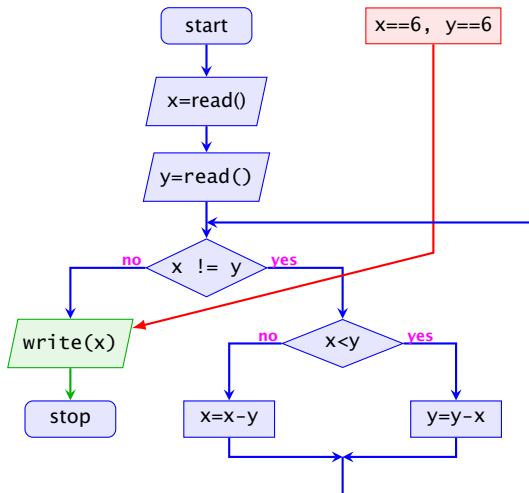 start
x==6, y==6
x=read()
y=read()
x != y
no
yes
write(x)
x<y
no
yes
stop
x=x-y
y=y-x